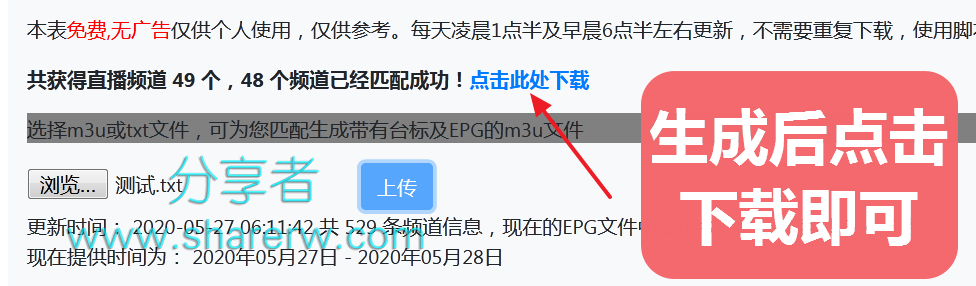 本表免费,无广告仅供个人使用，仅供参考。每天凌晨1点半及早晨6点半左右更新，不需要重复下载，使用脚
共获得直播频道 49 个，48 个频道已经匹配成功！点击此处下载
选择m3u或txt文件，可为您匹配生成带有台标及EPG的m3u文件
生成后点击
下载即可
浏览... 测试.txt 上传
分享者
更新时间： 2020-05-27 06:11:42 共 529 条频道信息，现在的EPG文件
www.sharerw.com
现在提供时间为： 2020年05月27日 - 2020年05月28日